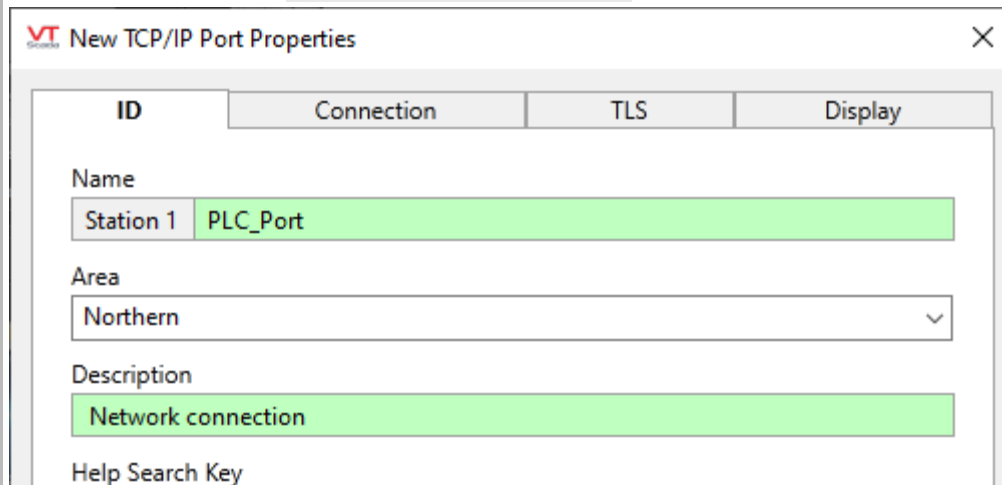 VT Scada New TCP/IP Port Properties
ID Connection TLS Display
Name
Station 1 PLC_Port
Area
Northern
Description
Network connection
Help Search Key